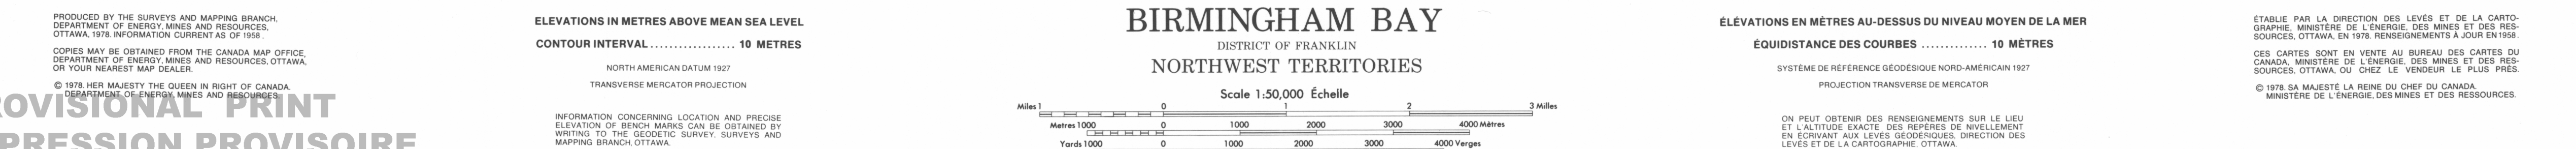 PRODUCED BY THE SURVEYS AND MAPPING BRANCH,
DEPARTMENT OF ENERGY, MINES AND RESOURCES,
OTTAWA, 1978. INFORMATION CURRENT AS OF 1958.
COPIES MAY BE OBTAINED FROM THE CANADA MAP OFFICE,
DEPARTMENT OF ENERGY, MINES AND RESOURCES, OTTAWA,
OR YOUR NEAREST MAP DEALER.
© 1978. HER MAJESTY THE QUEEN IN RIGHT OF CANADA.
DEPARTMENT OF ENERGY, MINES AND RESOURCES.
OVISIONAL PRINT
PRESSION PROVISOIRE
ELEVATIONS IN METRES ABOVE MEAN SEA LEVEL
CONTOUR INTERVAL .................. 10 METRES
NORTH AMERICAN DATUM 1927
TRANSVERSE MERCATOR PROJECTION
INFORMATION CONCERNING LOCATION AND PRECISE
ELEVATION OF BENCH MARKS CAN BE OBTAINED BY
WRITING TO THE GEODETIC SURVEY, SURVEYS AND
MAPPING BRANCH, OTTAWA.
BIRMINGHAM BAY
DISTRICT OF FRANKLIN
NORTHWEST TERRITORIES
Scale 1:50,000 Échelle
Miles 1 0 1 2 3 Milles
Metres 1000 0 1000 2000 3000 4000 Mètres
Yards 1000 0 1000 2000 3000 4000 Verges
ÉLÉVATIONS EN MÈTRES AU-DESSUS DU NIVEAU MOYEN DE LA MER
ÉQUIDISTANCE DES COURBES .............. 10 MÈTRES
SYSTÈME DE RÉFÉRENCE GÉODÉSIQUE NORD-AMÉRICAIN 1927
PROJECTION TRANSVERSE DE MERCATOR
ON PEUT OBTENIR DES RENSEIGNEMENTS SUR LE LIEU
ET L'ALTITUDE EXACTE DES REPÈRES DE NIVELLEMENT
EN ÉCRIVANT AUX LEVÉS GÉODÉSIQUES, DIRECTION DES
LEVÉS ET DE LA CARTOGRAPHIE, OTTAWA.
ÉTABLIE PAR LA DIRECTION DES LEVÉS ET DE LA CARTO-
GRAPHIE, MINISTÈRE DE L'ÉNERGIE, DES MINES ET DES RES-
SOURCES, OTTAWA, EN 1978. RENSEIGNEMENTS À JOUR EN 1958.
CES CARTES SONT EN VENTE AU BUREAU DES CARTES DU
CANADA, MINISTÈRE DE L'ÉNERGIE, DES MINES ET DES RES-
SOURCES, OTTAWA, OU CHEZ LE VENDEUR LE PLUS PRÈS.
© 1978. SA MAJESTÉ LA REINE DU CHEF DU CANADA.
MINISTÈRE DE L'ÉNERGIE, DES MINES ET DES RESSOURCES.